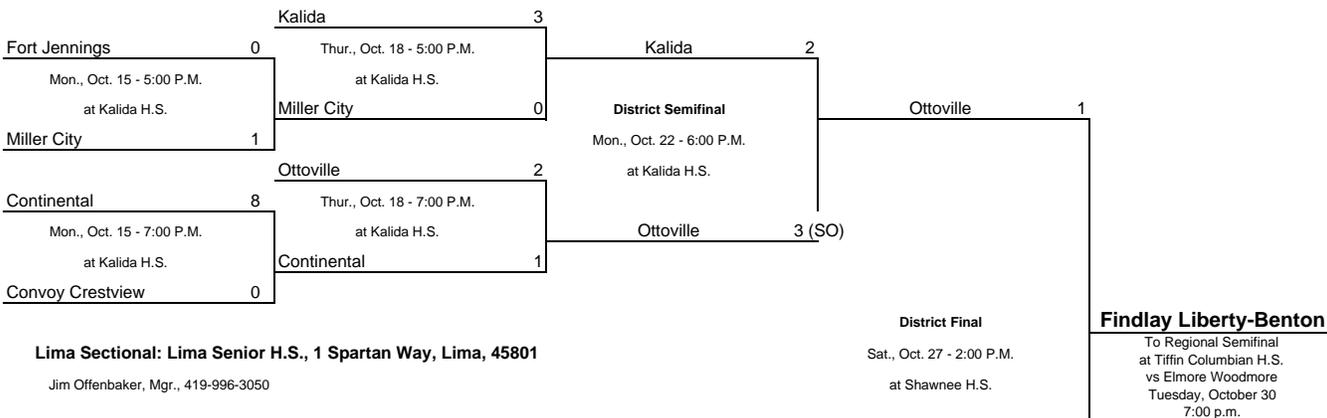 Kalida 3
Fort Jennings 0
Thur., Oct. 18 - 5:00 P.M.
Kalida 2
Mon., Oct. 15 - 5:00 P.M.
at Kalida H.S.
at Kalida H.S.
Miller City 0
District Semifinal
Ottoville 1
Miller City 1
Mon., Oct. 22 - 6:00 P.M.
Ottoville 2
at Kalida H.S.
Continental 8
Thur., Oct. 18 - 7:00 P.M.
Mon., Oct. 15 - 7:00 P.M.
at Kalida H.S.
Ottoville 3 (SO)
at Kalida H.S.
Continental 1
Convoy Crestview 0
District Final
Findlay Liberty-Benton
Lima Sectional: Lima Senior H.S., 1 Spartan Way, Lima, 45801
Sat., Oct. 27 - 2:00 P.M.
To Regional Semifinal
at Tiffin Columbian H.S.
Jim Offenbaker, Mgr., 419-996-3050
at Shawnee H.S.
vs Elmore Woodmore
Tuesday, October 30
7:00 p.m.